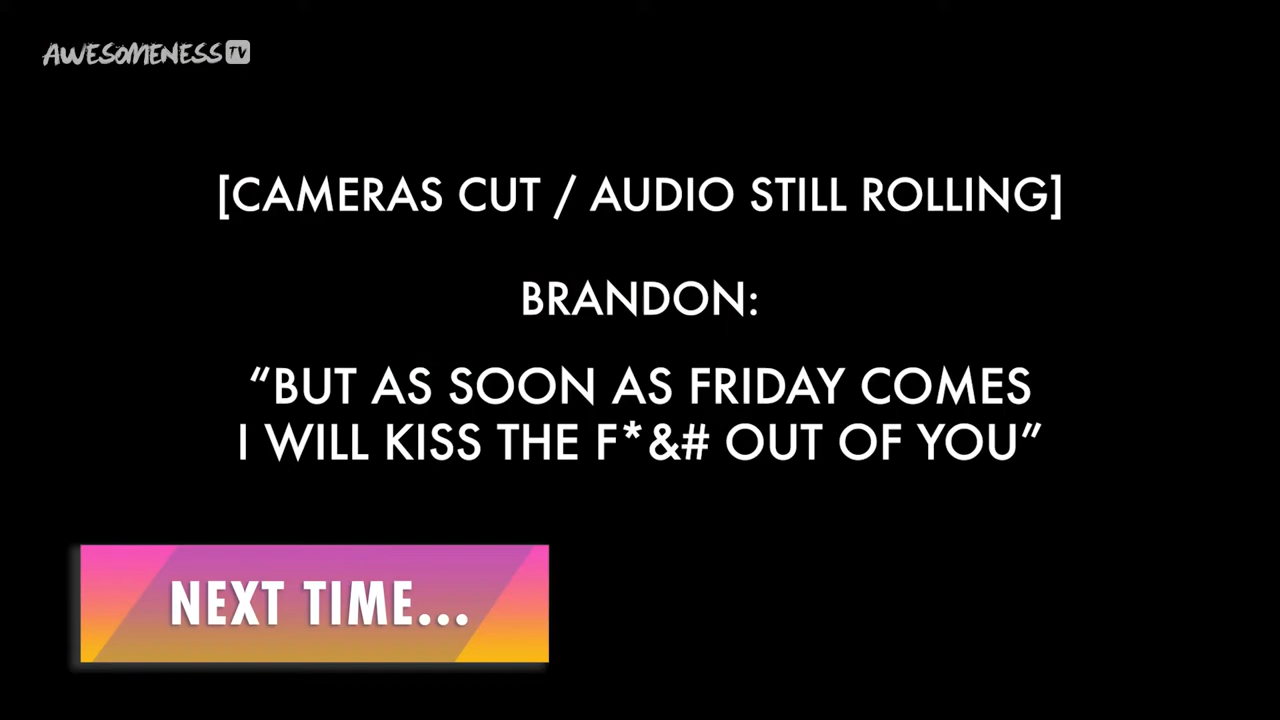 AWESOMENESS TV
[CAMERAS CUT / AUDIO STILL ROLLING]
BRANDON:
“BUT AS SOON AS FRIDAY COMES
I WILL KISS THE F*&# OUT OF YOU”
NEXT TIME...